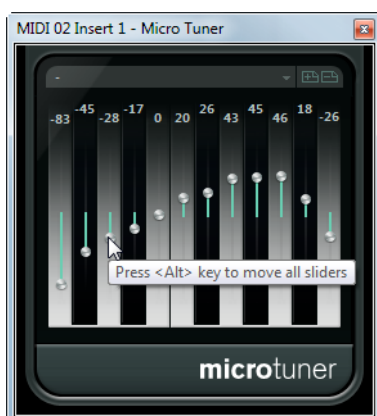 MIDI 02 Insert 1 - Micro Tuner
-
-83 -45 -28 -17 0 20 26 43 45 46 18 -26
Press <Alt> key to move all sliders
microtuner